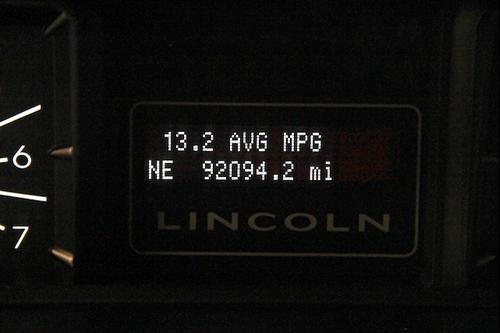 13.2 AVG MPG
NE 92094.2 mi
LINCOLN
6
7